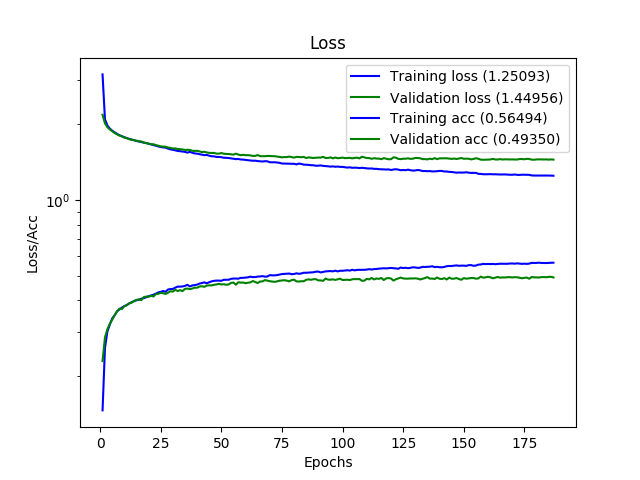 Loss
Training loss (1.25093)
Validation loss (1.44956)
Training acc (0.56494)
Validation acc (0.49350)
10⁰
Loss/Acc
0 25 50 75 100 125 150 175
Epochs